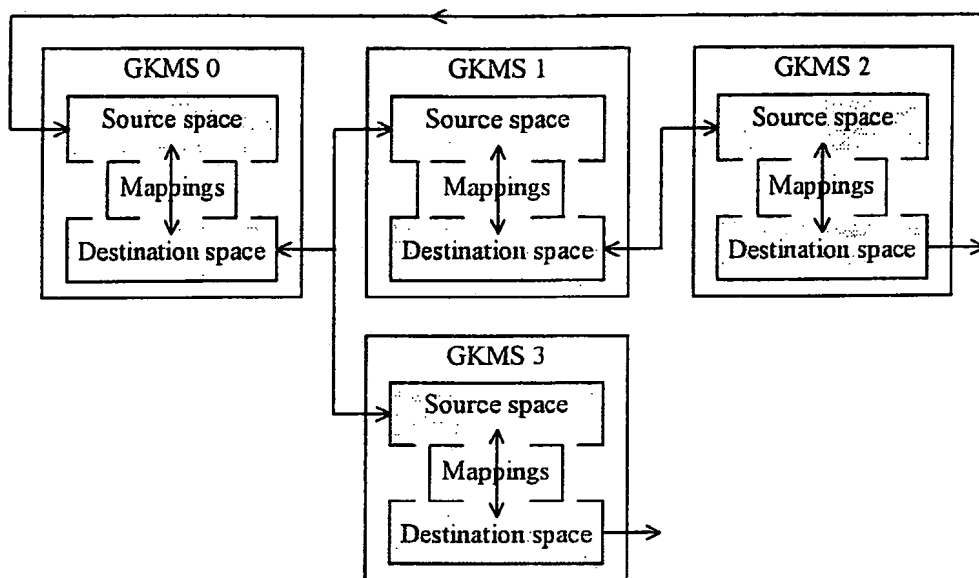 GKMS 0
Source space
Mappings
Destination space
GKMS 1
Source space
Mappings
Destination space
GKMS 2
Source space
Mappings
Destination space
GKMS 3
Source space
Mappings
Destination space